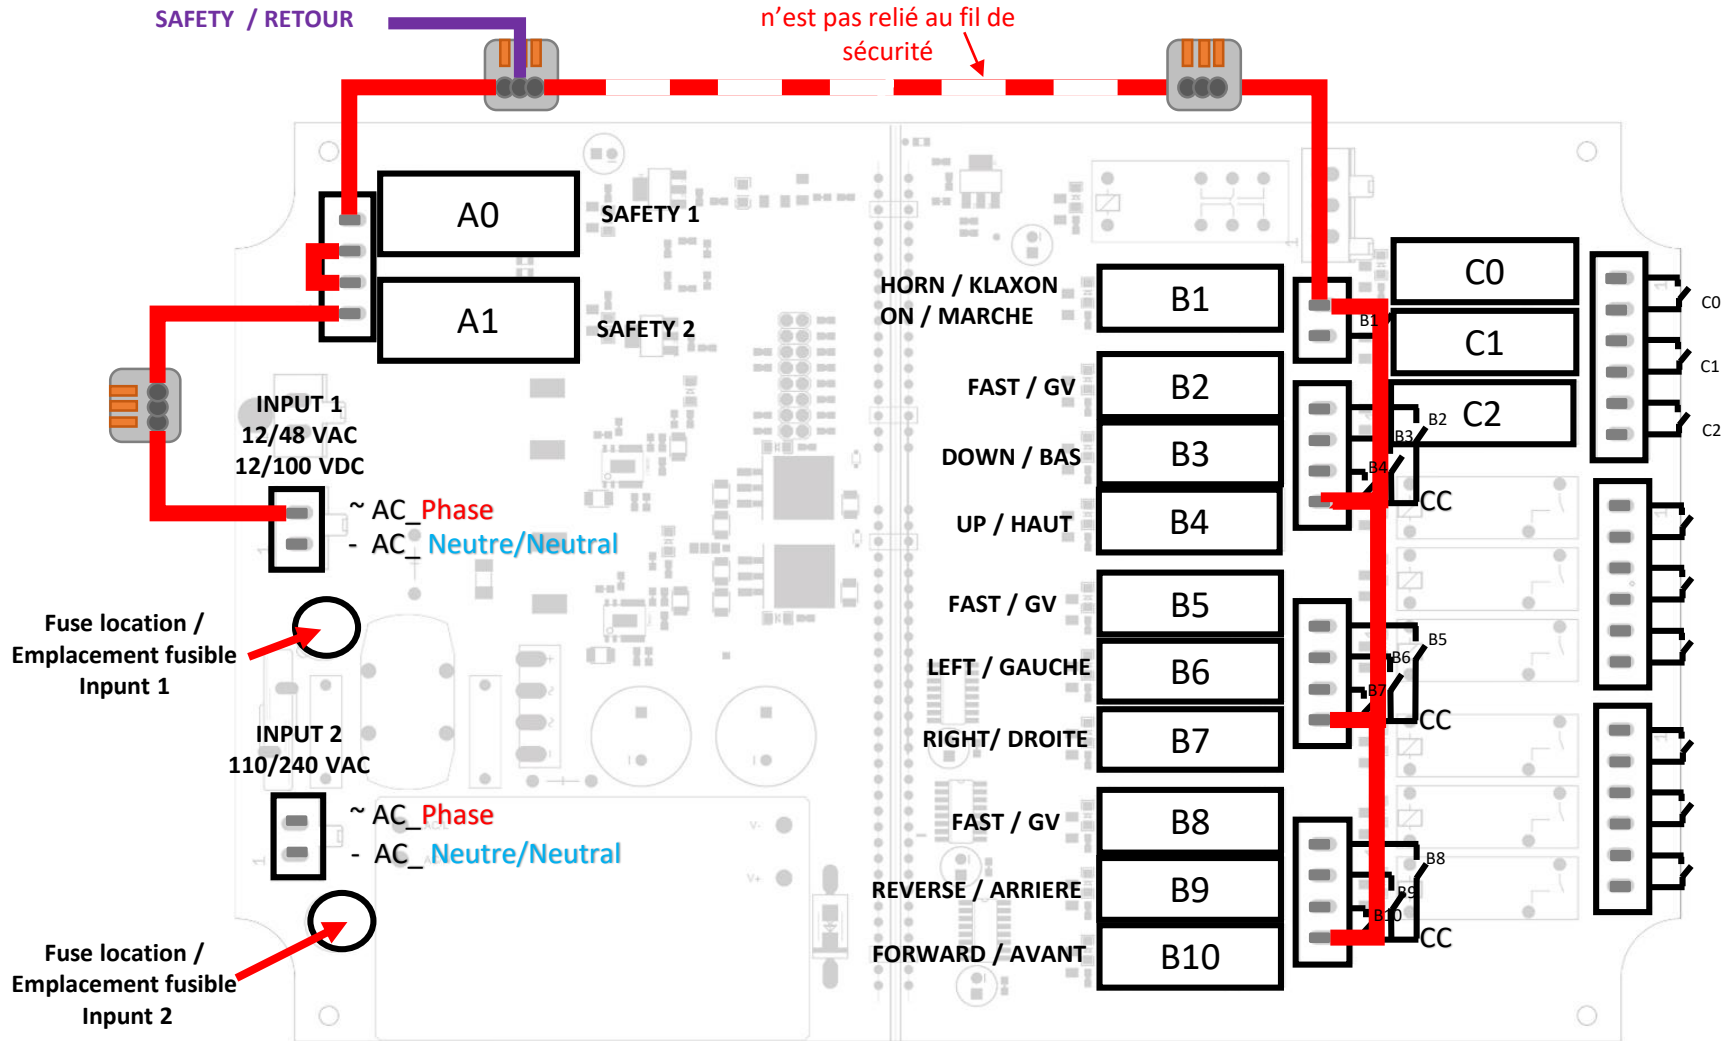 SAFETY / RETOUR
n'est pas relié au fil de
sécurité
A0
SAFETY 1
A1
SAFETY 2
INPUT 1
12/48 VAC
12/100 VDC
~ AC_Phase
- AC_ Neutre/Neutral
Fuse location /
Emplacement fusible
Inpunt 1
INPUT 2
110/240 VAC
~ AC_Phase
- AC_ Neutre/Neutral
Fuse location /
Emplacement fusible
Inpunt 2
HORN / KLAXON
ON / MARCHE
B1
FAST / GV
B2
DOWN / BAS
B3
UP / HAUT
B4
FAST / GV
B5
LEFT / GAUCHE
B6
RIGHT/ DROITE
B7
FAST / GV
B8
REVERSE / ARRIERE
B9
FORWARD / AVANT
B10
B1
B2
B3
B4
CC
B5
B6
B7
CC
B8
B9
B10
CC
C0
C1
C2
C0
C1
C2
V-
V+